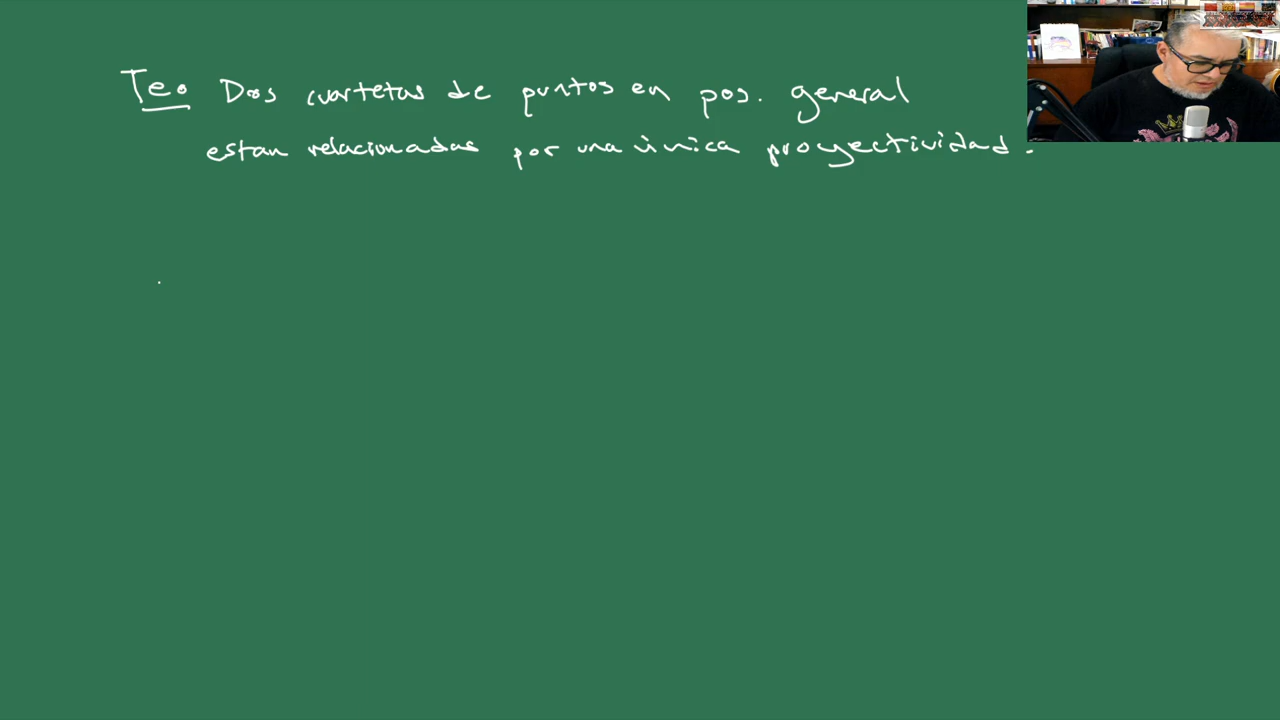 Teo Dos cuartetas de puntos en pos. general
estan relacionadas por una única proyectividad.